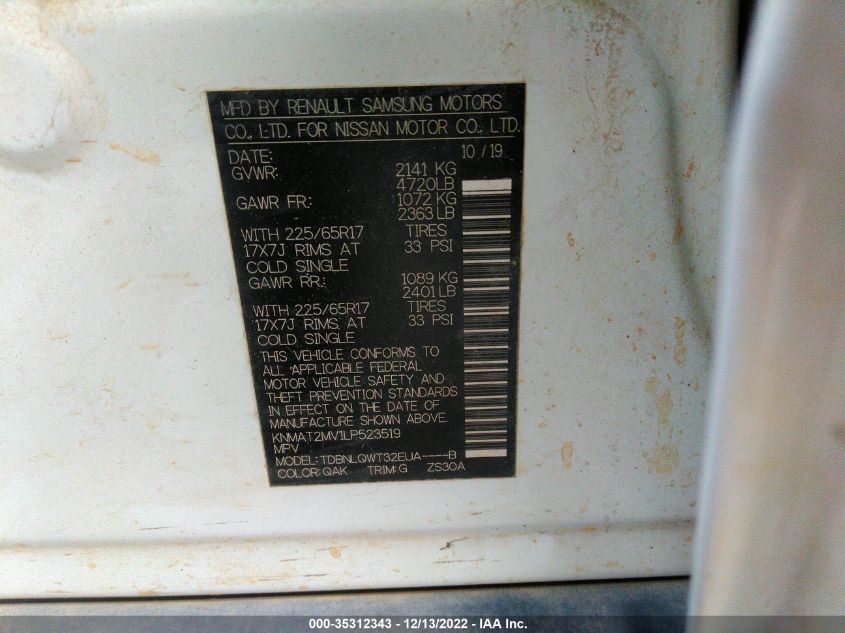 MFD BY RENAULT SAMSUNG MOTORS
CO., LTD. FOR NISSAN MOTOR CO., LTD.
DATE: 10 / 19
GVWR: 2141 KG
4720LB
GAWR FR: 1072 KG
2363 LB
WITH 225/65R17 TIRES
17X7J RIMS AT 33 PSI
COLD SINGLE
GAWR RR: 1089 KG
2401LB
WITH 225/65R17 TIRES
17X7J RIMS AT 33 PSI
COLD SINGLE
THIS VEHICLE CONFORMS TO
ALL APPLICABLE FEDERAL
MOTOR VEHICLE SAFETY AND
THEFT PREVENTION STANDARDS
IN EFFECT ON THE DATE OF
MANUFACTURE SHOWN ABOVE.
KNMAT2MV1LP523519
MPV
MODEL: TDBNLQWT32EUA----B
COLOR: QAK TRIM: G ZS30A
000-35312343 - 12/13/2022 - IAA Inc.